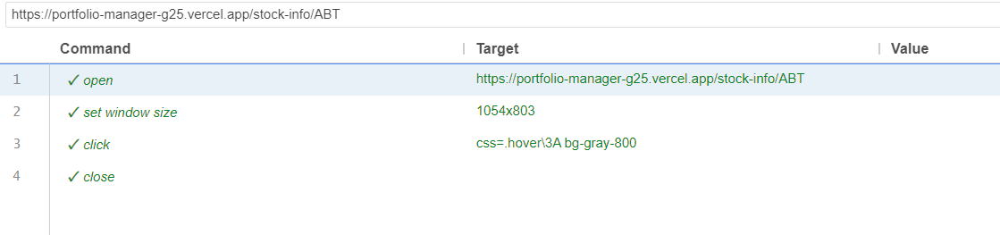 https://portfolio-manager-g25.vercel.app/stock-info/ABT
Command | Target | Value
1 ✓ open https://portfolio-manager-g25.vercel.app/stock-info/ABT
2 ✓ set window size 1054x803
3 ✓ click css=.hover\3A bg-gray-800
4 ✓ close